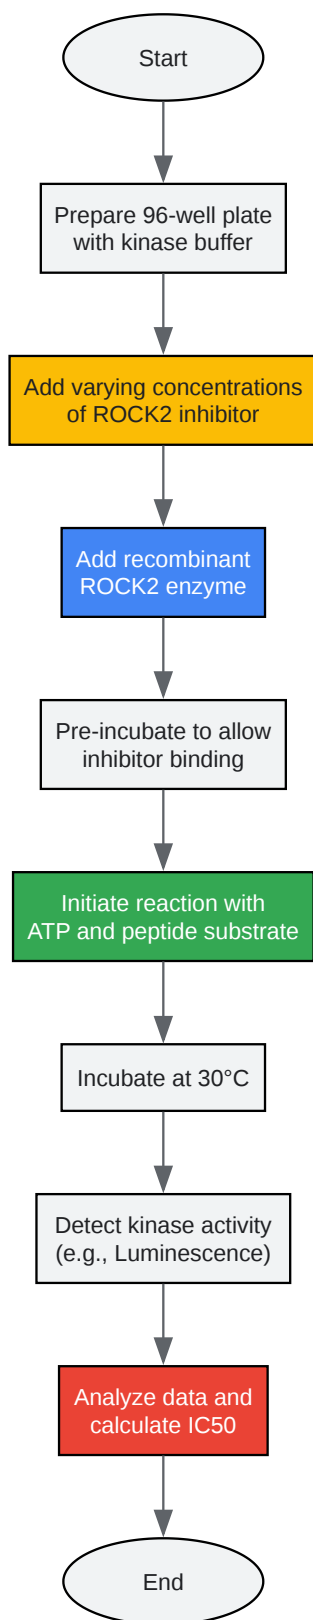 Start
Prepare 96-well plate
with kinase buffer
Add varying concentrations
of ROCK2 inhibitor
Add recombinant
ROCK2 enzyme
Pre-incubate to allow
inhibitor binding
Initiate reaction with
ATP and peptide substrate
Incubate at 30°C
Detect kinase activity
(e.g., Luminescence)
Analyze data and
calculate IC50
End